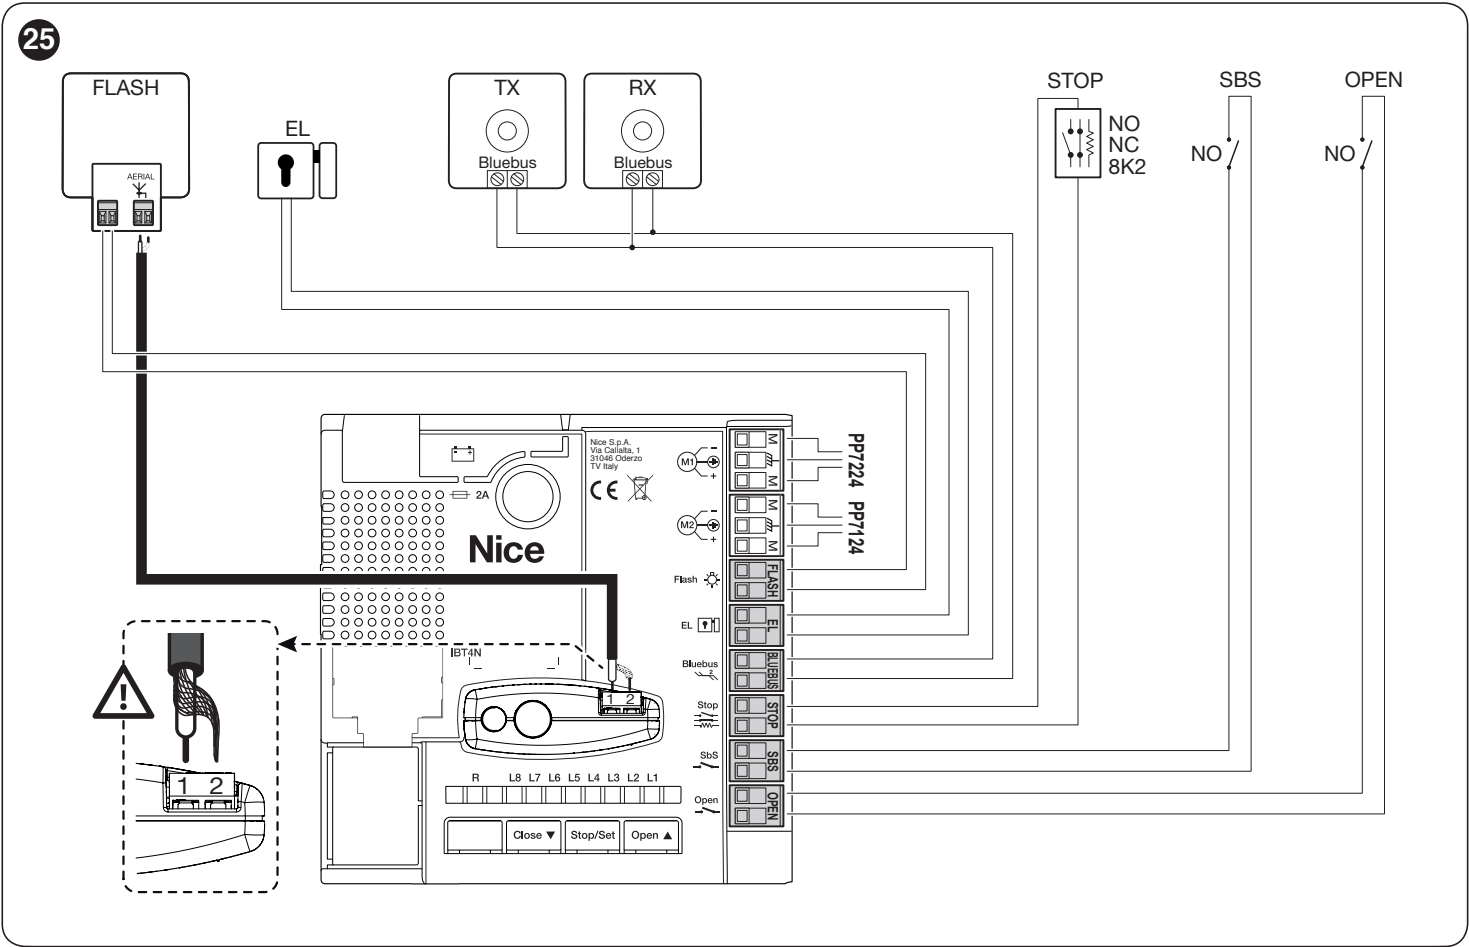 25
FLASH
AERIAL
EL
TX
Bluebus
RX
Bluebus
STOP
NO
NC
8K2
SBS
NO
OPEN
NO
Nice S.p.A.
Via Callalta, 1
31046 Oderzo
TV Italy
CE
2A
Nice
M1
-
+
M
M
PP7224
M2
-
+
M
M
PP7124
Flash
FLASH
EL
EL
Bluebus
2
BLUEBUS
Stop
STOP
SbS
SBS
Open
OPEN
IBT4N
1 2
R L8 L7 L6 L5 L4 L3 L2 L1
Close ▼
Stop/Set
Open ▲
!
1 2